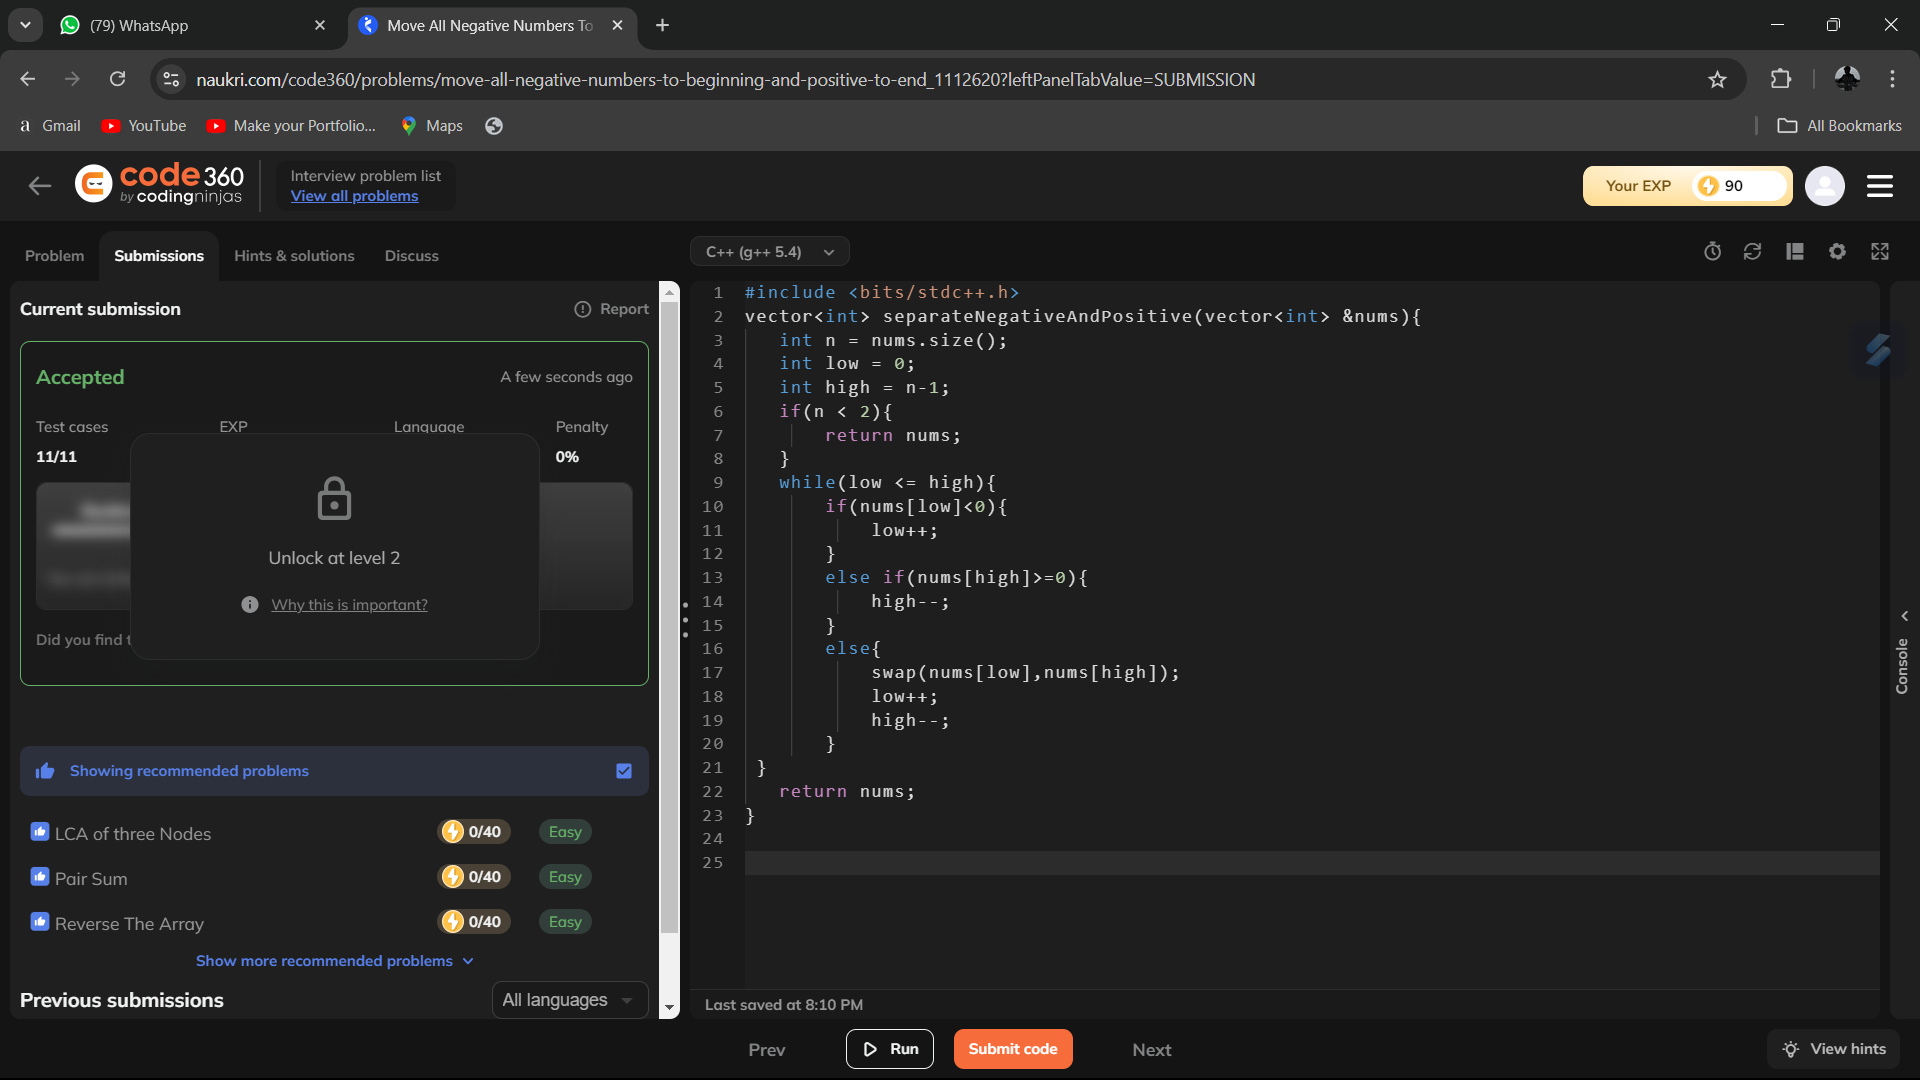 (79) WhatsApp
Move All Negative Numbers To
naukri.com/code360/problems/move-all-negative-numbers-to-beginning-and-positive-to-end_1112620?leftPanelTabValue=SUBMISSION
a Gmail
YouTube
Make your Portfolio...
Maps
All Bookmarks
code 360
by codingninjas
Interview problem list
View all problems
Your EXP 90
Problem
Submissions
Hints & solutions
Discuss
Current submission
Report
Accepted
A few seconds ago
Test cases
EXP
Language
Penalty
11/11
0%
Unlock at level 2
Why this is important?
Did you find
Showing recommended problems
LCA of three Nodes 0/40 Easy
Pair Sum 0/40 Easy
Reverse The Array 0/40 Easy
Show more recommended problems
Previous submissions
All languages
C++ (g++ 5.4)
1 #include <bits/stdc++.h>
2 vector<int> separateNegativeAndPositive(vector<int> &nums){
3 int n = nums.size();
4 int low = 0;
5 int high = n-1;
6 if(n < 2){
7 return nums;
8 }
9 while(low <= high){
10 if(nums[low]<0){
11 low++;
12 }
13 else if(nums[high]>=0){
14 high--;
15 }
16 else{
17 swap(nums[low],nums[high]);
18 low++;
19 high--;
20 }
21 }
22 return nums;
23 }
24
25
Console
Last saved at 8:10 PM
Prev
Run
Submit code
Next
View hints